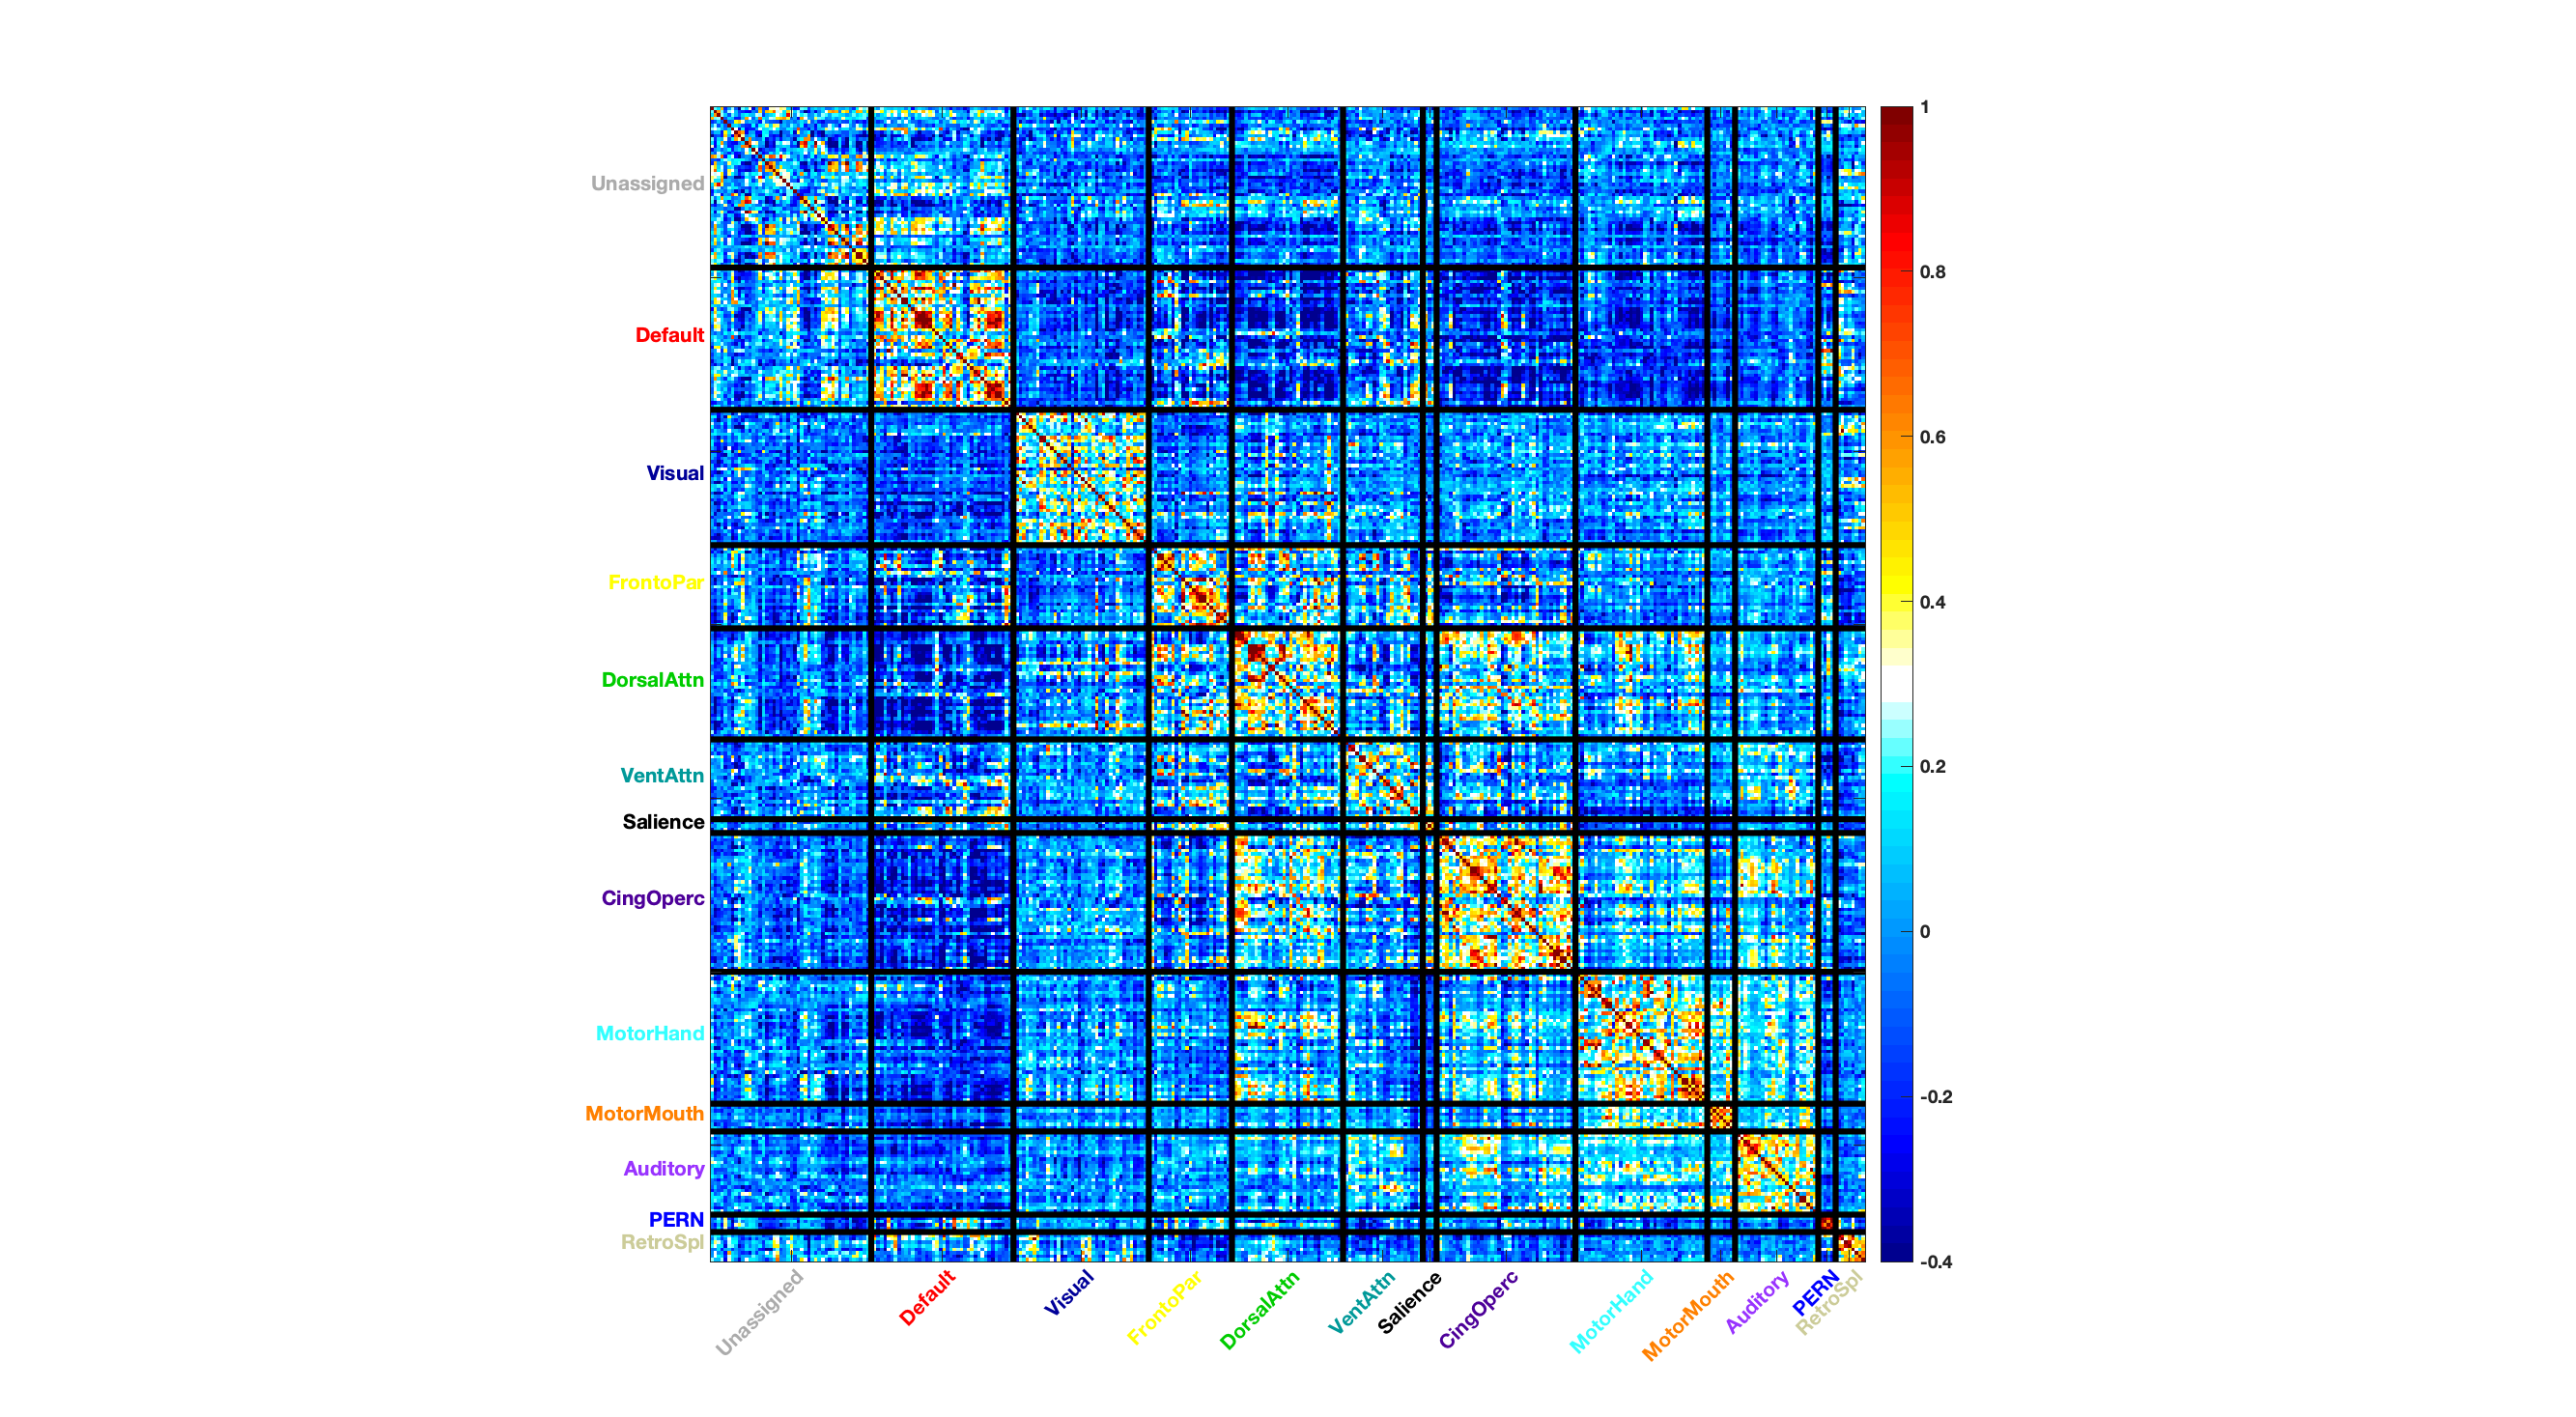 Unassigned
Default
Visual
FrontoPar
DorsalAttn
VentAttn
Salience
CingOperc
MotorHand
MotorMouth
Auditory
PERN
RetroSpl
Unassigned
Default
Visual
FrontoPar
DorsalAttn
VentAttn
Salience
CingOperc
MotorHand
MotorMouth
Auditory
PERN
RetroSpl
1
0.8
0.6
0.4
0.2
0
-0.2
-0.4